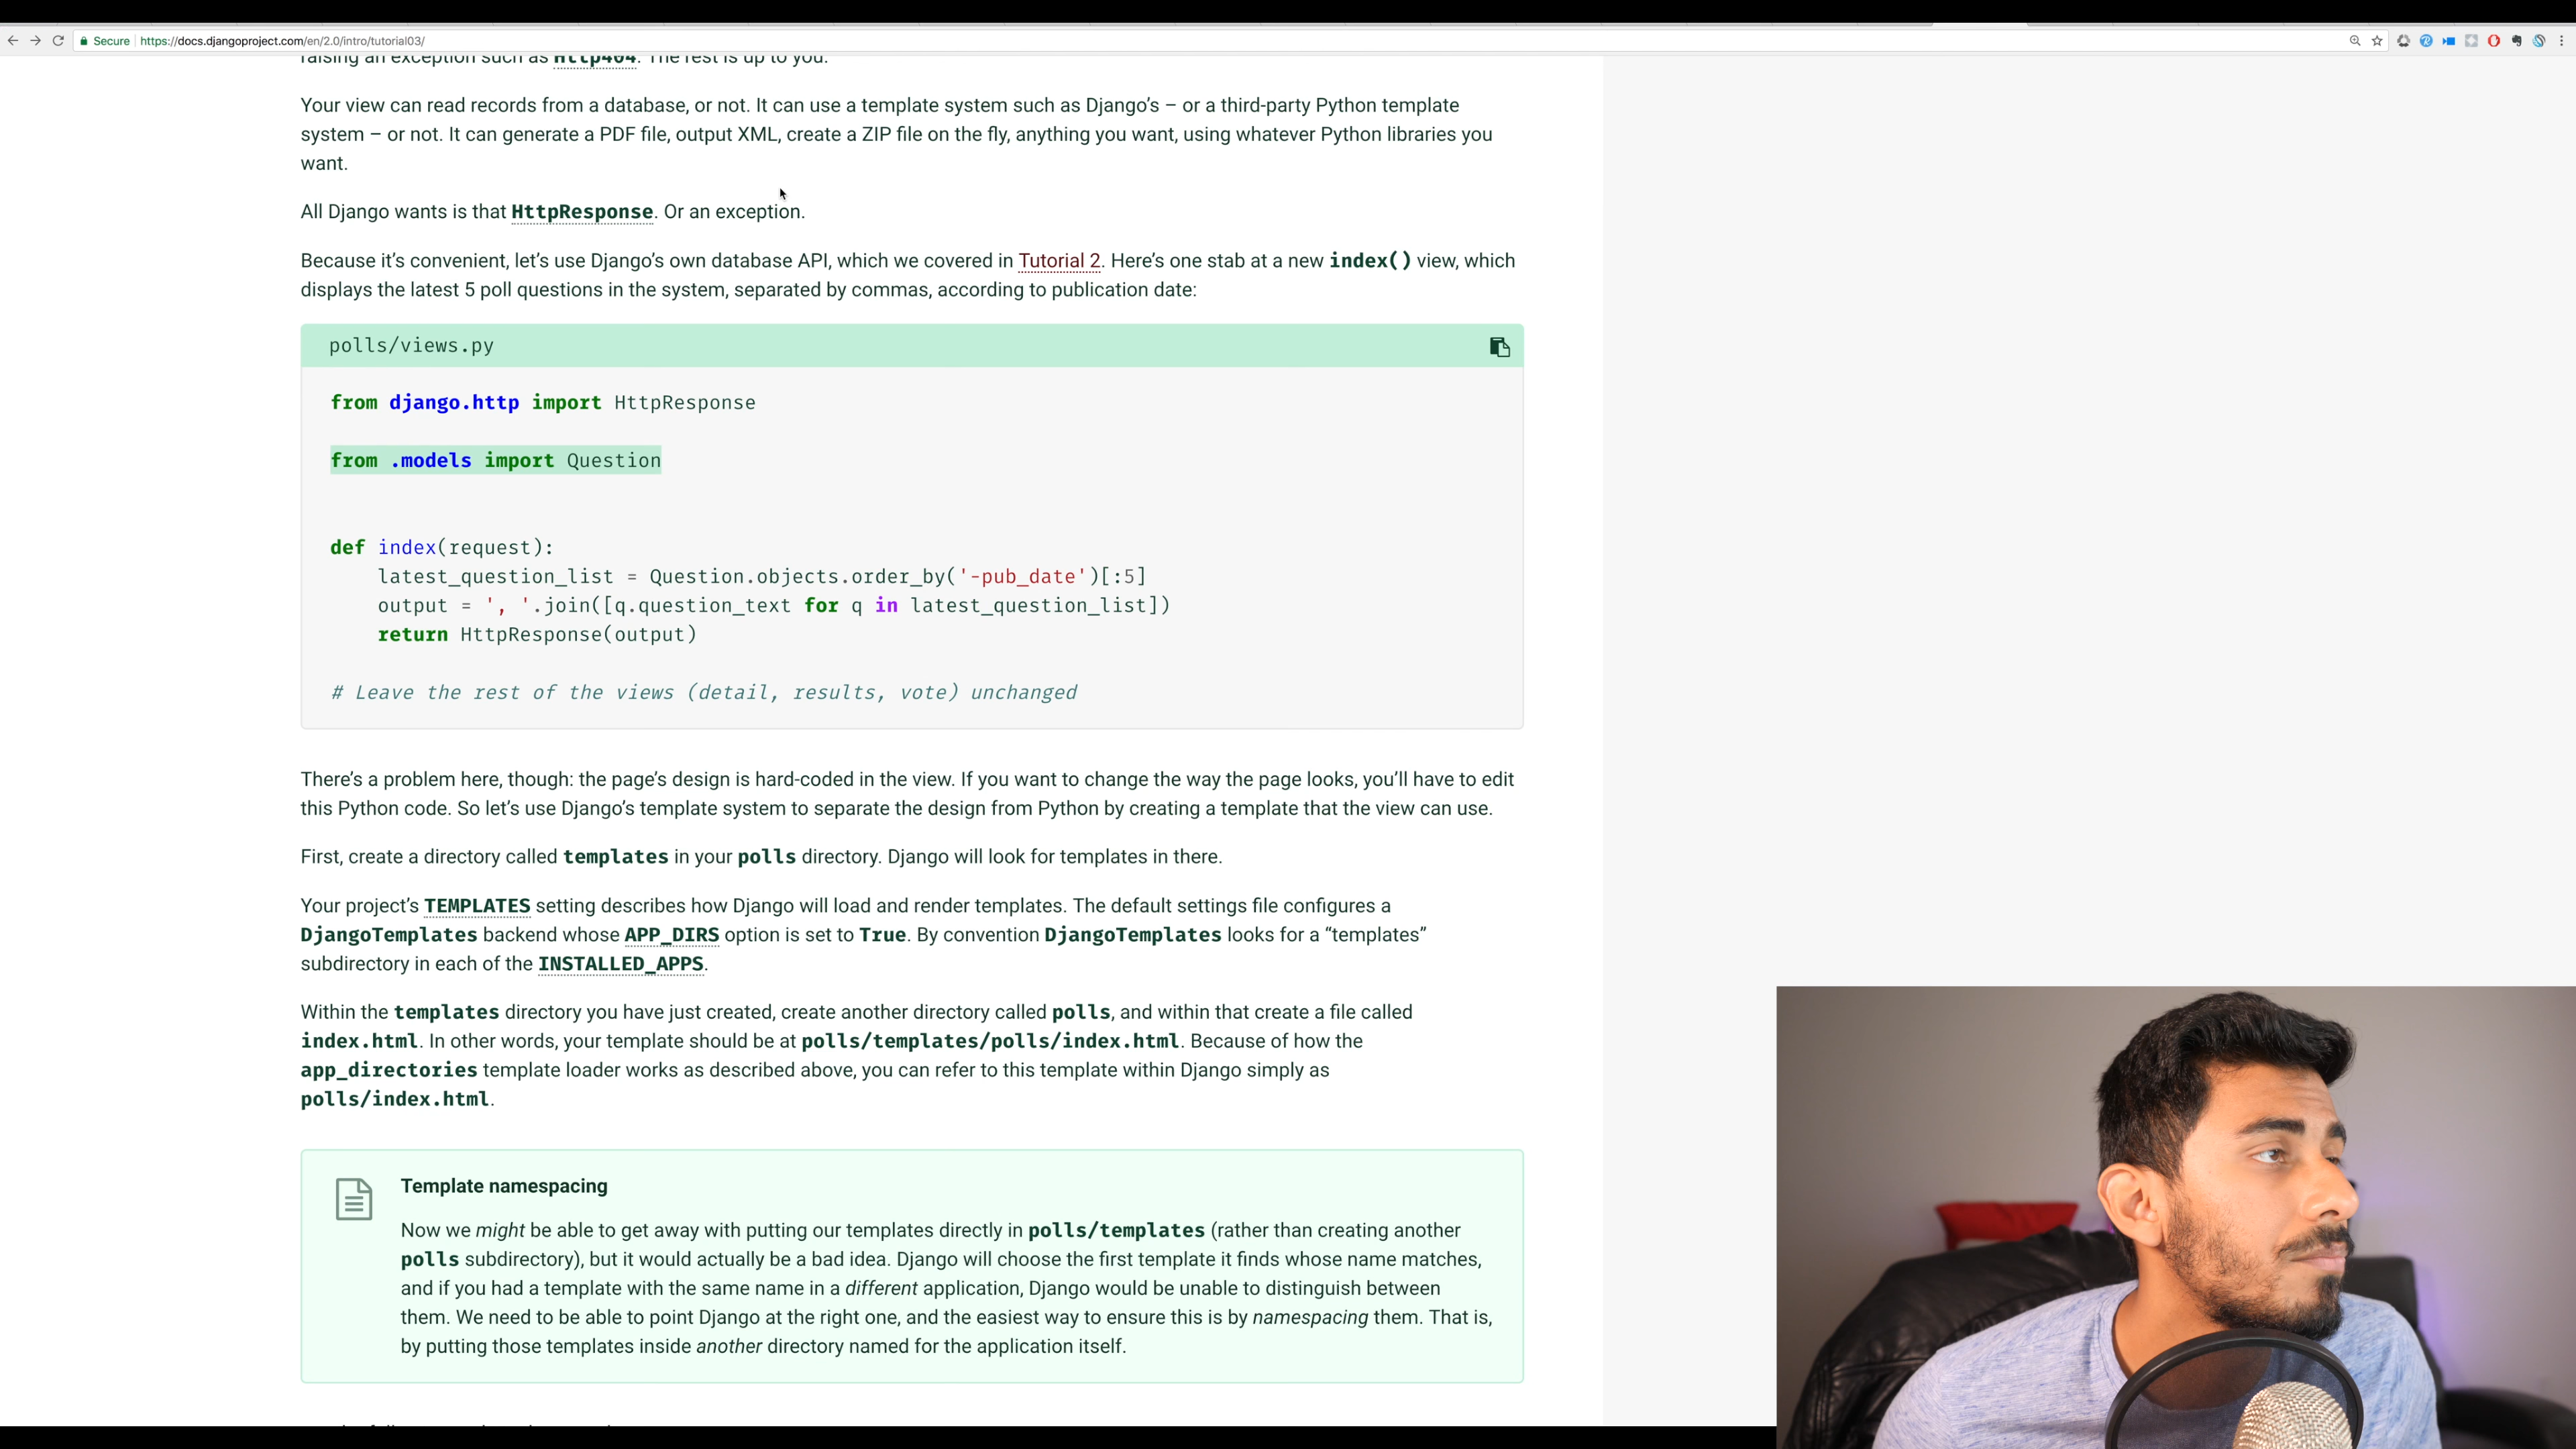 Secure https://docs.djangoproject.com/en/2.0/intro/tutorial03/
raising an exception such as Http404. The rest is up to you.
Your view can read records from a database, or not. It can use a template system such as Django’s – or a third-party Python template
system – or not. It can generate a PDF file, output XML, create a ZIP file on the fly, anything you want, using whatever Python libraries you
want.
All Django wants is that HttpResponse. Or an exception.
Because it’s convenient, let’s use Django’s own database API, which we covered in Tutorial 2. Here’s one stab at a new index() view, which
displays the latest 5 poll questions in the system, separated by commas, according to publication date:
polls/views.py
from django.http import HttpResponse
from .models import Question
def index(request):
    latest_question_list = Question.objects.order_by('-pub_date')[:5]
    output = ', '.join([q.question_text for q in latest_question_list])
    return HttpResponse(output)
# Leave the rest of the views (detail, results, vote) unchanged
There’s a problem here, though: the page’s design is hard-coded in the view. If you want to change the way the page looks, you’ll have to edit
this Python code. So let’s use Django’s template system to separate the design from Python by creating a template that the view can use.
First, create a directory called templates in your polls directory. Django will look for templates in there.
Your project’s TEMPLATES setting describes how Django will load and render templates. The default settings file configures a
DjangoTemplates backend whose APP_DIRS option is set to True. By convention DjangoTemplates looks for a “templates”
subdirectory in each of the INSTALLED_APPS.
Within the templates directory you have just created, create another directory called polls, and within that create a file called
index.html. In other words, your template should be at polls/templates/polls/index.html. Because of how the
app_directories template loader works as described above, you can refer to this template within Django simply as
polls/index.html.
Template namespacing
Now we might be able to get away with putting our templates directly in polls/templates (rather than creating another
polls subdirectory), but it would actually be a bad idea. Django will choose the first template it finds whose name matches,
and if you had a template with the same name in a different application, Django would be unable to distinguish between
them. We need to be able to point Django at the right one, and the easiest way to ensure this is by namespacing them. That is,
by putting those templates inside another directory named for the application itself.